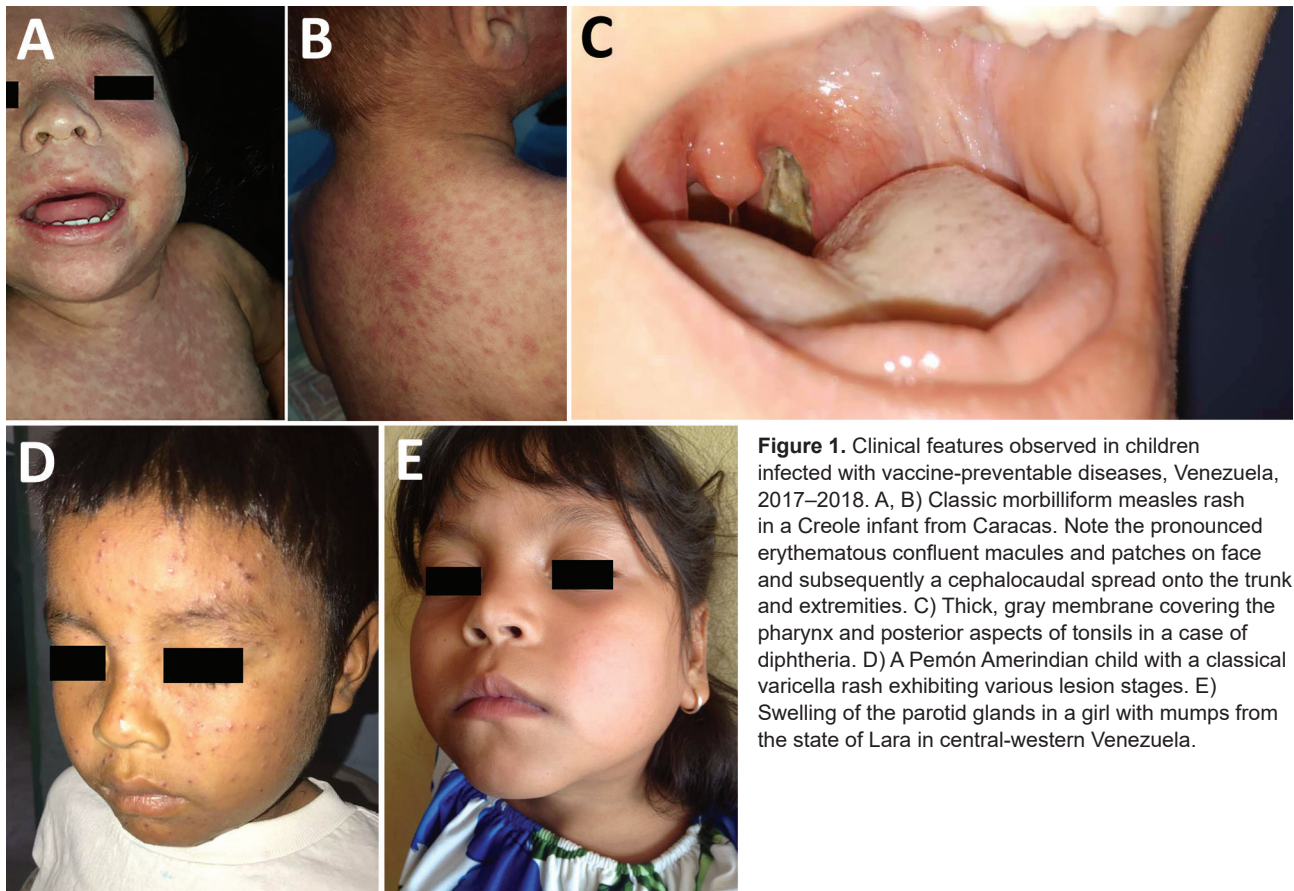 A
B
C
D
E
Figure 1. Clinical features observed in children
infected with vaccine-preventable diseases, Venezuela,
2017–2018. A, B) Classic morbilliform measles rash
in a Creole infant from Caracas. Note the pronounced
erythematous confluent macules and patches on face
and subsequently a cephalocaudal spread onto the trunk
and extremities. C) Thick, gray membrane covering the
pharynx and posterior aspects of tonsils in a case of
diphtheria. D) A Pemón Amerindian child with a classical
varicella rash exhibiting various lesion stages. E)
Swelling of the parotid glands in a girl with mumps from
the state of Lara in central-western Venezuela.